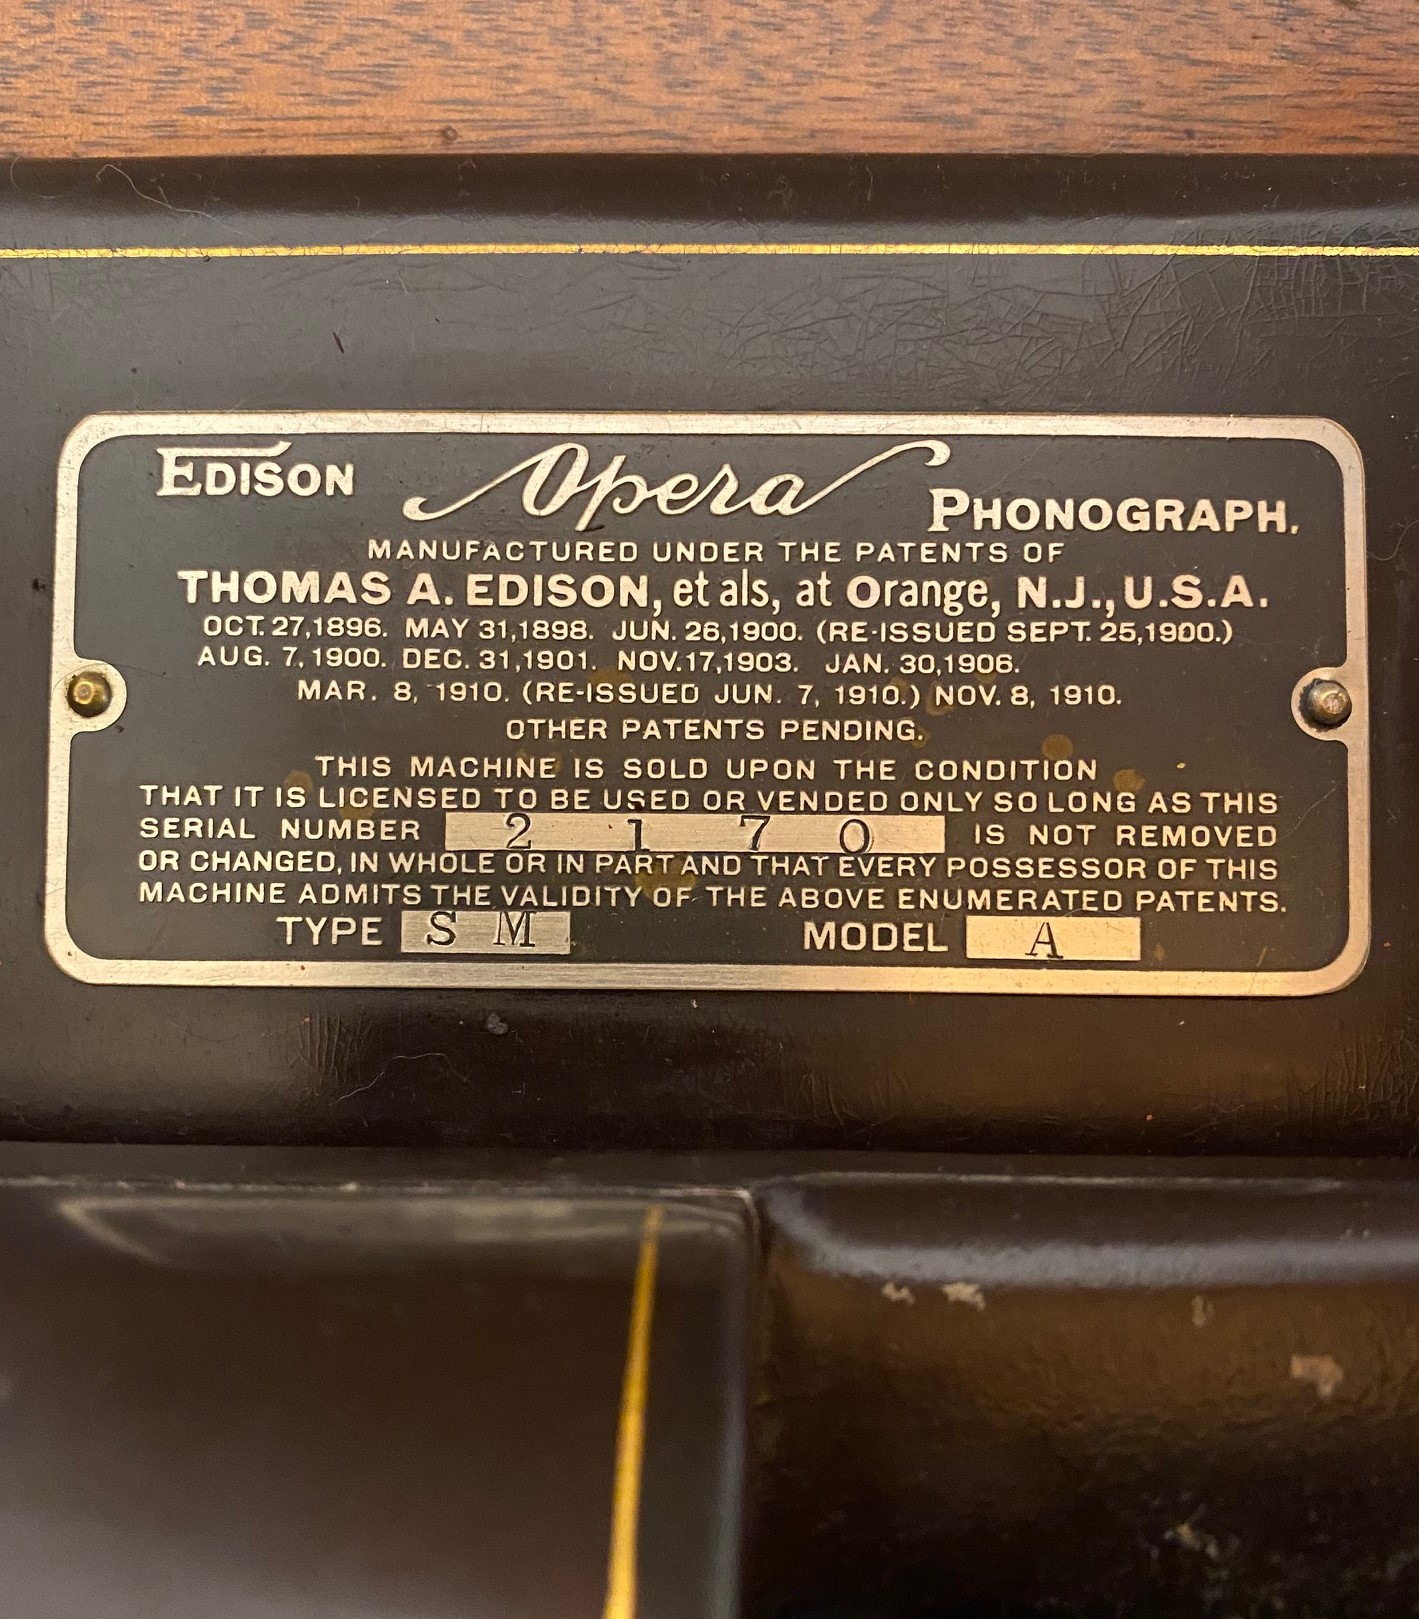 EDISON Opera PHONOGRAPH.
MANUFACTURED UNDER THE PATENTS OF
THOMAS A. EDISON, et als, at Orange, N.J., U.S.A.
OCT. 27,1896. MAY 31,1898. JUN. 26,1900. (RE-ISSUED SEPT. 25,1900.)
AUG. 7, 1900. DEC. 31,1901. NOV.17,1903. JAN. 30,1906.
MAR. 8, 1910. (RE-ISSUED JUN. 7, 1910.) NOV. 8, 1910.
OTHER PATENTS PENDING.
THIS MACHINE IS SOLD UPON THE CONDITION
THAT IT IS LICENSED TO BE USED OR VENDED ONLY SO LONG AS THIS
SERIAL NUMBER 2170 IS NOT REMOVED
OR CHANGED, IN WHOLE OR IN PART AND THAT EVERY POSSESSOR OF THIS
MACHINE ADMITS THE VALIDITY OF THE ABOVE ENUMERATED PATENTS.
TYPE SM MODEL A